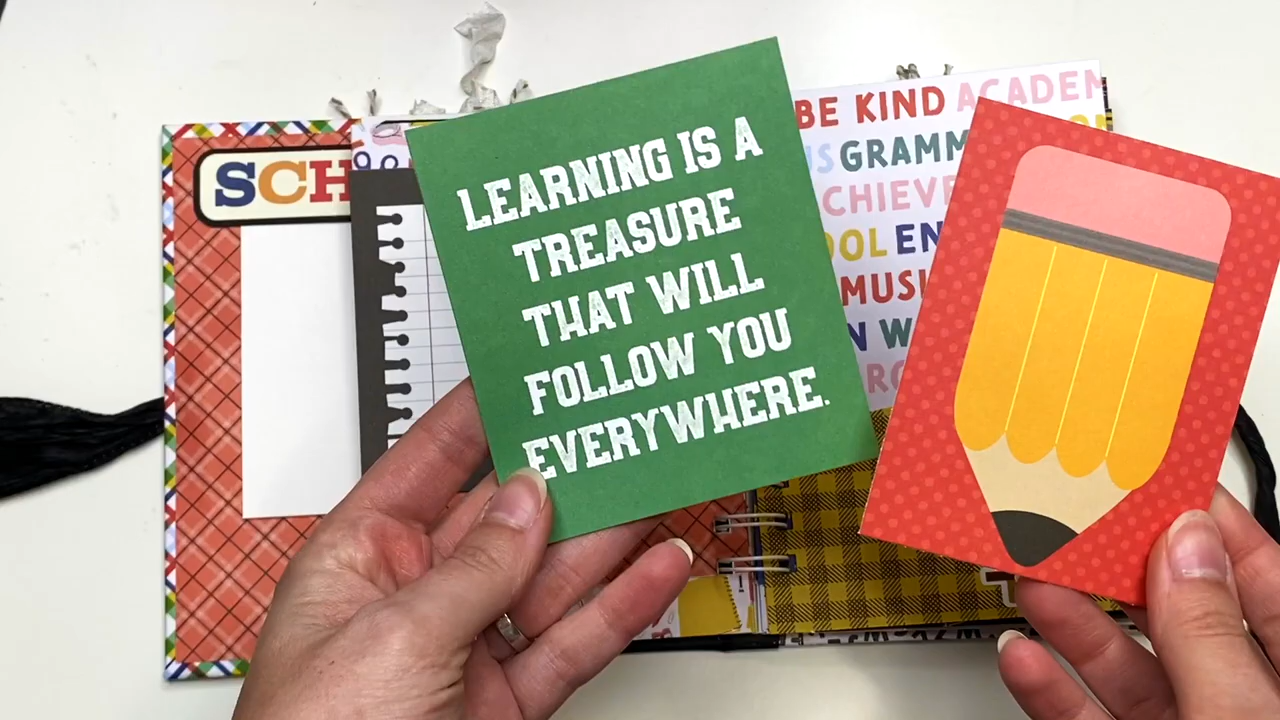 SCH
LEARNING IS A
TREASURE
THAT WILL
FOLLOW YOU
EVERYWHERE.
BE KIND ACADEM
GRAMM
CHIEVE
OOL EN
MUSI